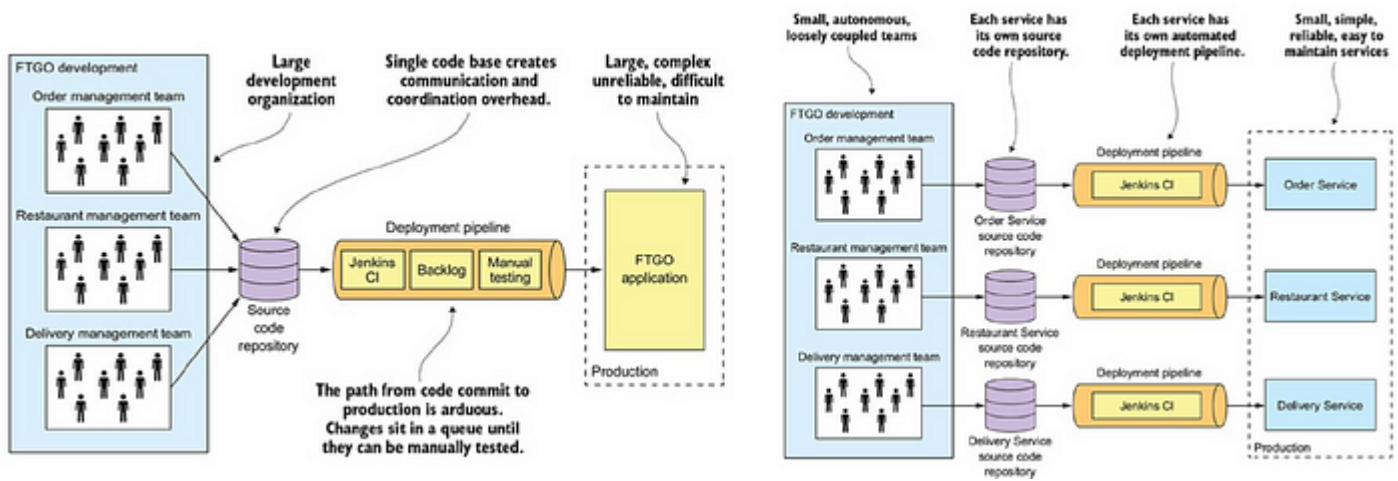 Large
development
organization
Single code base creates
communication and
coordination overhead.
Large, complex
unreliable, difficult
to maintain
FTGO development
Order management team
Restaurant management team
Delivery management team
Source
code
repository
Deployment pipeline
Jenkins
CI
Backlog
Manual
testing
FTGO
application
Production
The path from code commit to
production is arduous.
Changes sit in a queue until
they can be manually tested.
Small, autonomous,
loosely coupled teams
Each service has
its own source
code repository.
Each service has
its own automated
deployment pipeline.
Small, simple,
reliable, easy to
maintain services
FTGO development
Order management team
Order Service
source code
repository
Deployment pipeline
Jenkins CI
Order Service
Restaurant management team
Restaurant Service
source code
repository
Deployment pipeline
Jenkins CI
Restaurant Service
Delivery management team
Delivery Service
source code
repository
Deployment pipeline
Jenkins CI
Delivery Service
Production